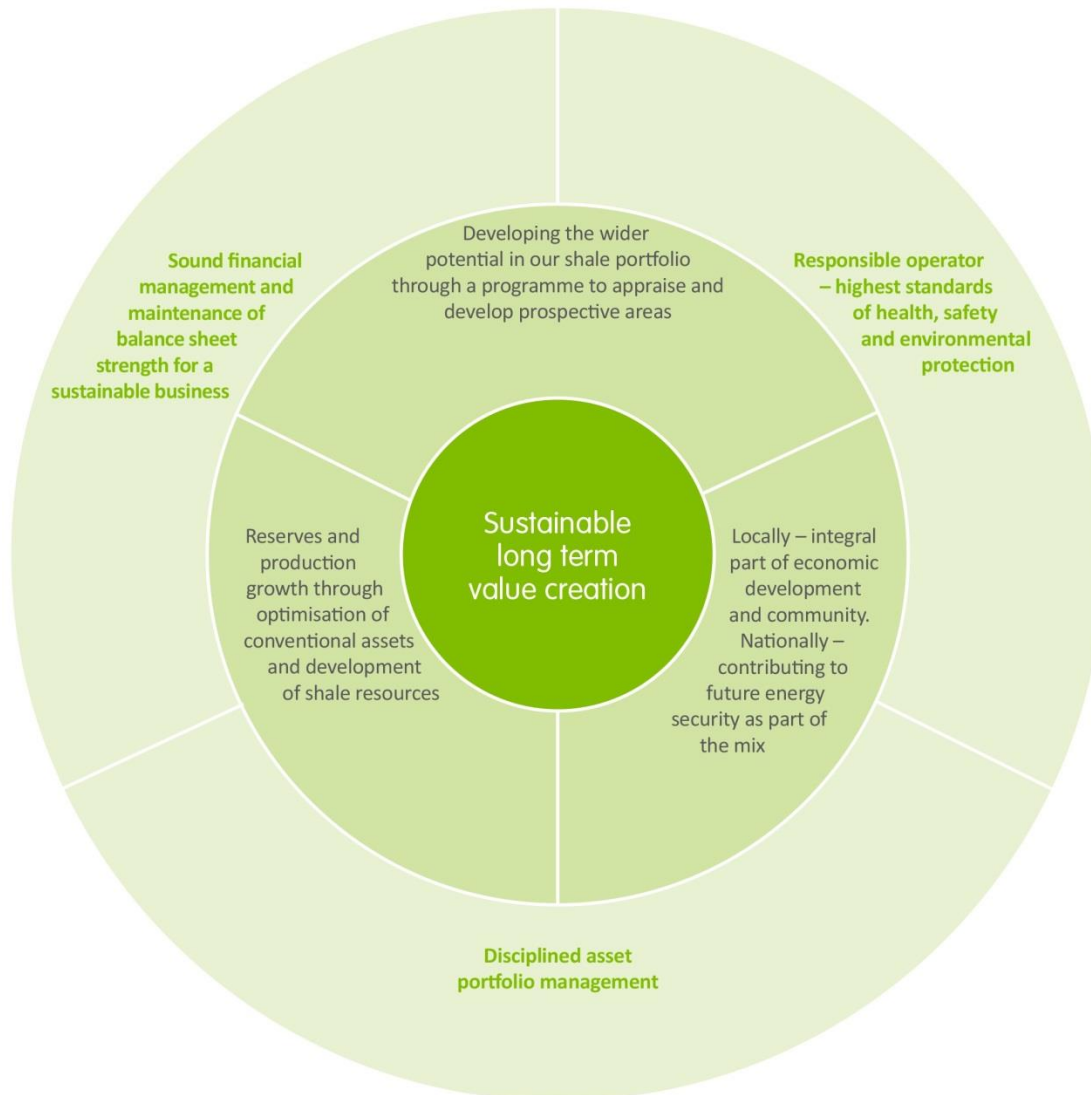 Developing the wider
potential in our shale portfolio
through a programme to appraise and
develop prospective areas
Sound financial
management and
maintenance of
balance sheet
strength for a
sustainable business
Responsible operator
– highest standards
of health, safety
and environmental
protection
Sustainable
long term
value creation
Reserves and
production
growth through
optimisation of
conventional assets
and development
of shale resources
Locally – integral
part of economic
development
and community.
Nationally –
contributing to
future energy
security as part of
the mix
Disciplined asset
portfolio management